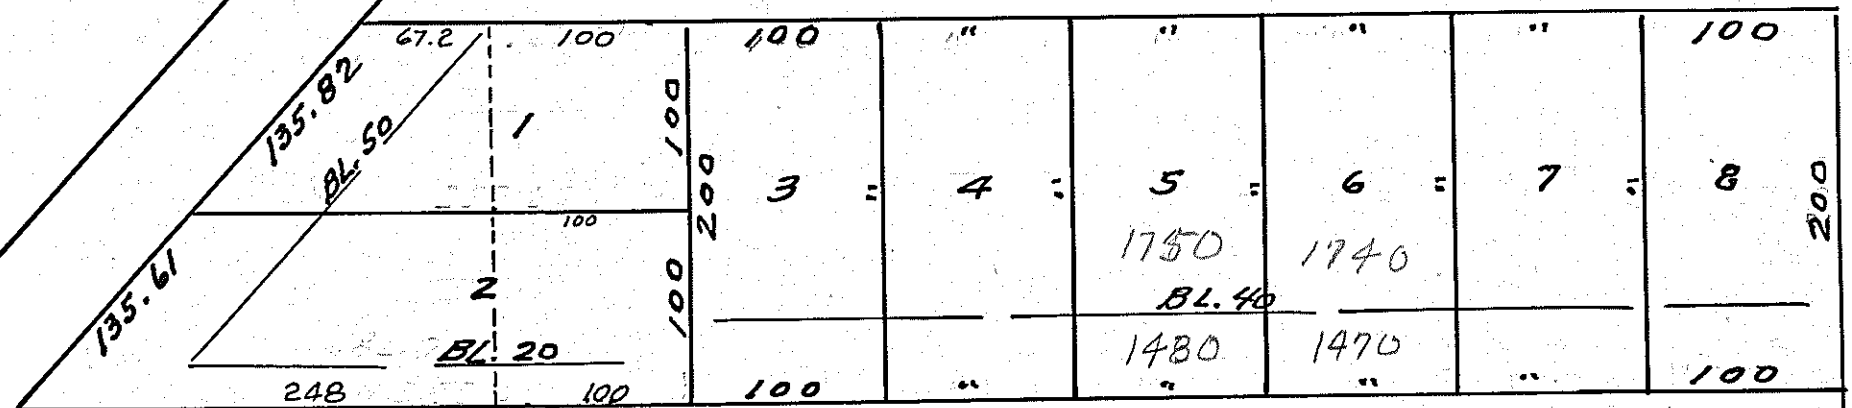 67.2 100 100 " " " " 100
135.82
BL. 50
1 100
200
3 = 4 = 5 = 6 = 7 = 8 200
100
1750 1740
135.61
2 100
BL. 40
BL. 20
1480 1470
248 100 100 " " " " 100